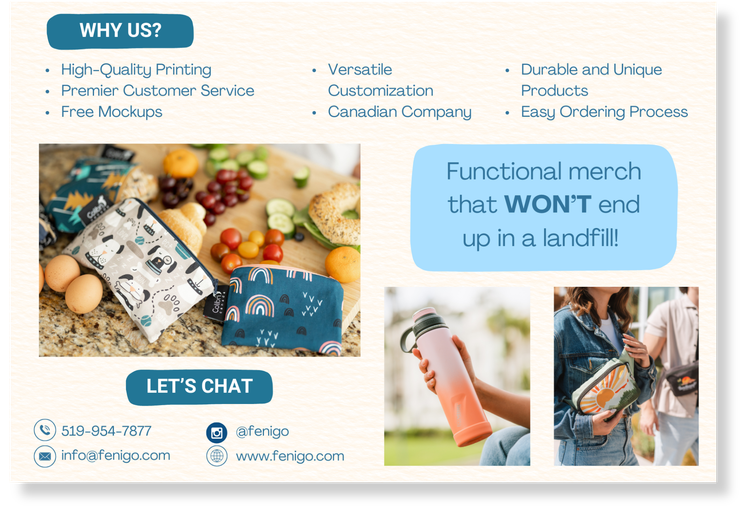 WHY US?
• High-Quality Printing
• Premier Customer Service
• Free Mockups
• Versatile
Customization
• Canadian Company
• Durable and Unique
Products
• Easy Ordering Process
Functional merch
that WON'T end
up in a landfill!
Colibri
LET'S CHAT
519-954-7877
@fenigo
info@fenigo.com
www.fenigo.com